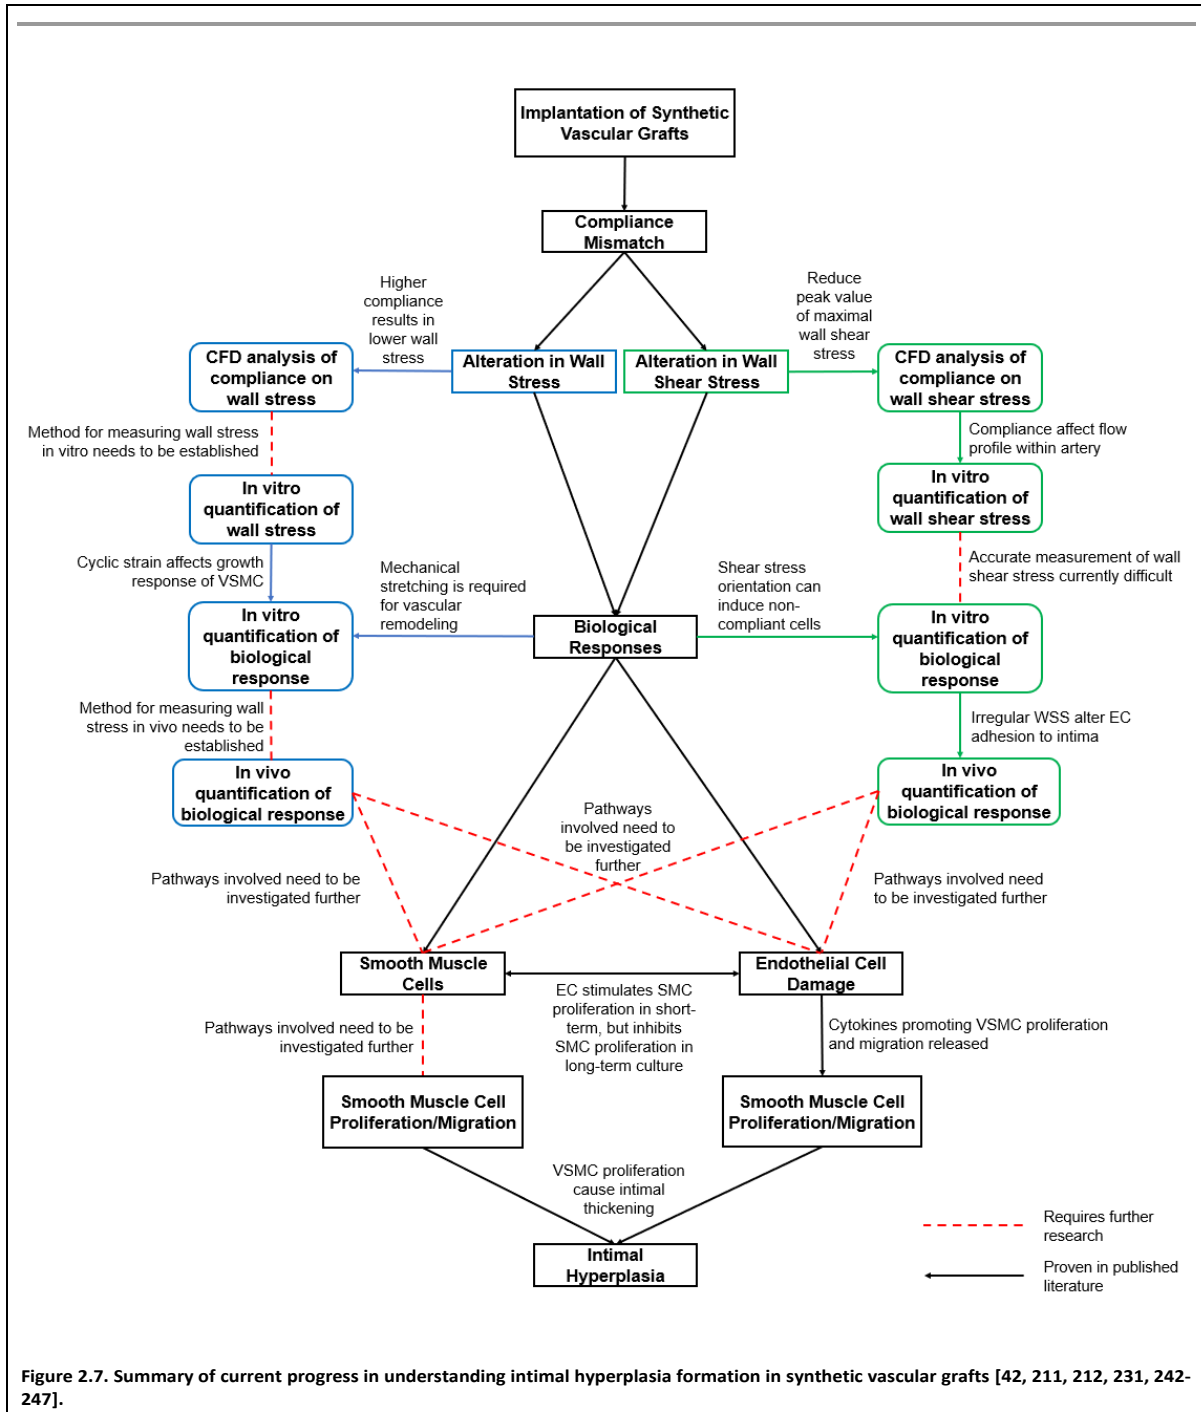 Implantation of Synthetic
Vascular Grafts
Compliance
Mismatch
Higher
compliance
results in
lower wall
stress
Reduce
peak value
of maximal
wall shear
stress
CFD analysis of
compliance on
wall stress
Alteration in Wall
Stress
Alteration in Wall
Shear Stress
CFD analysis of
compliance on
wall shear stress
Method for measuring wall stress
in vitro needs to be established
Compliance affect flow
profile within artery
In vitro
quantification of
wall stress
In vitro
quantification of
wall shear stress
Cyclic strain affects growth
response of VSMC
Mechanical
stretching is required
for vascular
remodeling
Shear stress
orientation can
induce non-
compliant cells
Accurate measurement of wall
shear stress currently difficult
In vitro
quantification of
biological
response
Biological
Responses
In vitro
quantification of
biological
response
Method for measuring wall
stress in vivo needs to be
established
Irregular WSS alter EC
adhesion to intima
In vivo
quantification of
biological response
In vivo
quantification of
biological response
Pathways
involved need to
be investigated
further
Pathways involved need to be
investigated further
Pathways involved need
to be investigated further
Smooth Muscle
Cells
Endothelial Cell
Damage
EC stimulates SMC
proliferation in short-
term, but inhibits
SMC proliferation in
long-term culture
Pathways involved need to be
investigated further
Cytokines promoting VSMC proliferation
and migration released
Smooth Muscle Cell
Proliferation/Migration
Smooth Muscle Cell
Proliferation/Migration
VSMC proliferation
cause intimal
thickening
Intimal
Hyperplasia
Requires further
research
Proven in published
literature
Figure 2.7. Summary of current progress in understanding intimal hyperplasia formation in synthetic vascular grafts [42, 211, 212, 231, 242-
247].